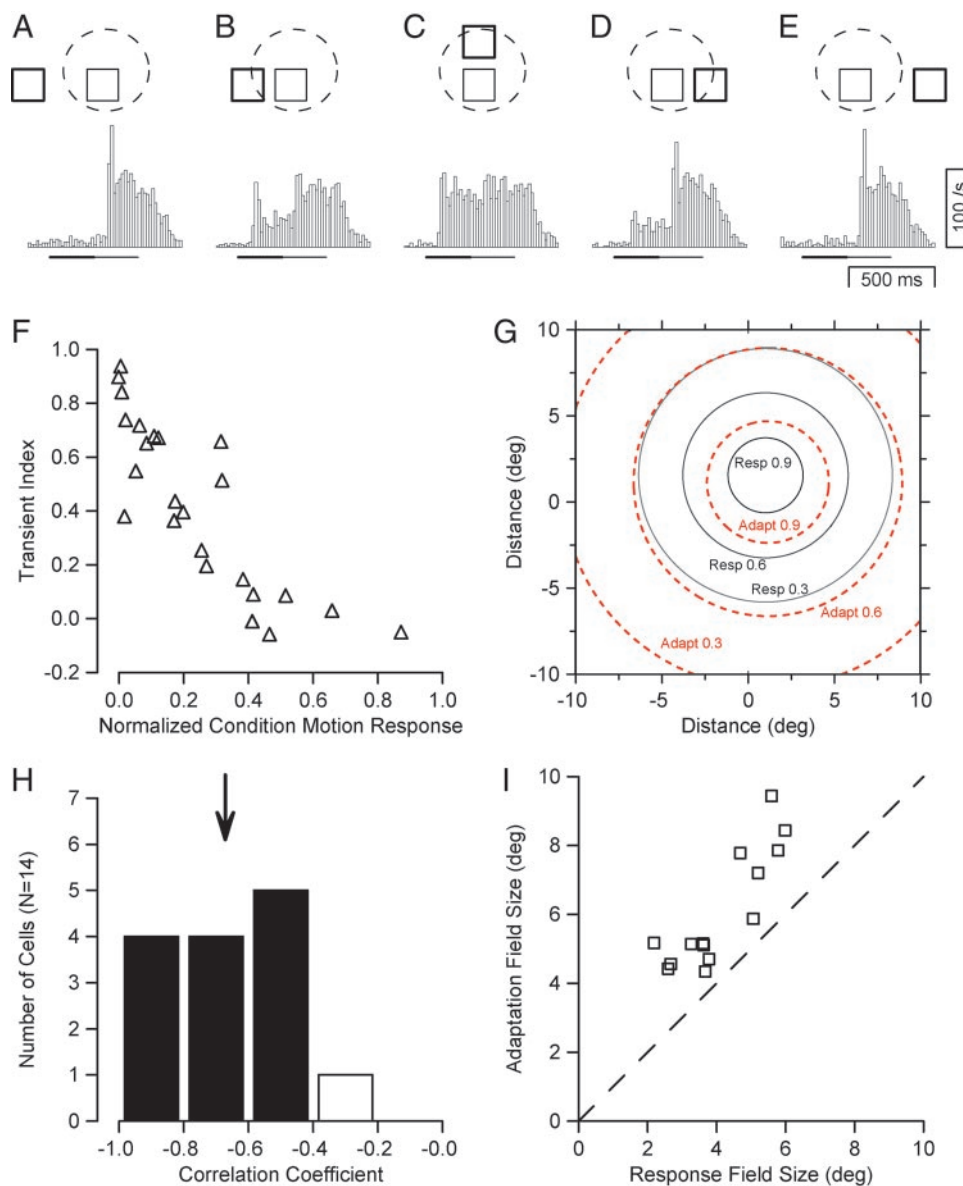 A B C D E
100 /s
500 ms
F
1.0
0.8
0.6
0.4
0.2
0.0
-0.2
Transient Index
0.0 0.2 0.4 0.6 0.8 1.0
Normalized Condition Motion Response
G
10
5
0
-5
-10
Distance (deg)
Resp 0.9
Adapt 0.9
Resp 0.6
Resp 0.3
Adapt 0.6
Adapt 0.3
-10 -5 0 5 10
Distance (deg)
H
7
6
5
4
3
2
1
0
Number of Cells (N=14)
-1.0 -0.8 -0.6 -0.4 -0.2 -0.0
Correlation Coefficient
I
10
8
6
4
2
0
Adaptation Field Size (deg)
0 2 4 6 8 10
Response Field Size (deg)